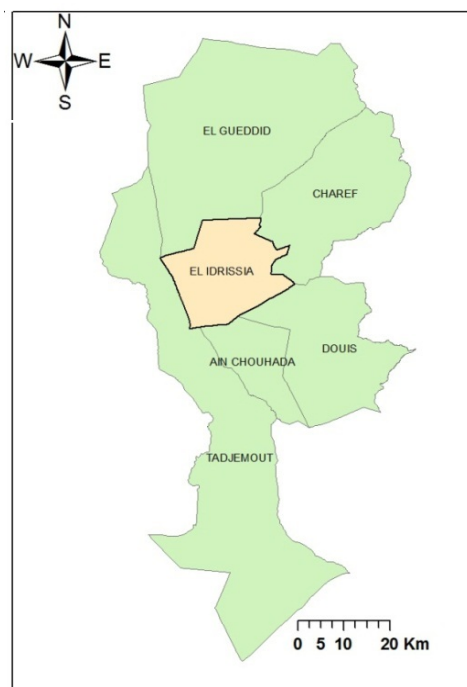 N
W E
S
EL GUEDDID
CHAREF
EL IDRISSIA
DOUIS
AIN CHOUHADA
TADJEMOUT
0 5 10 20 Km